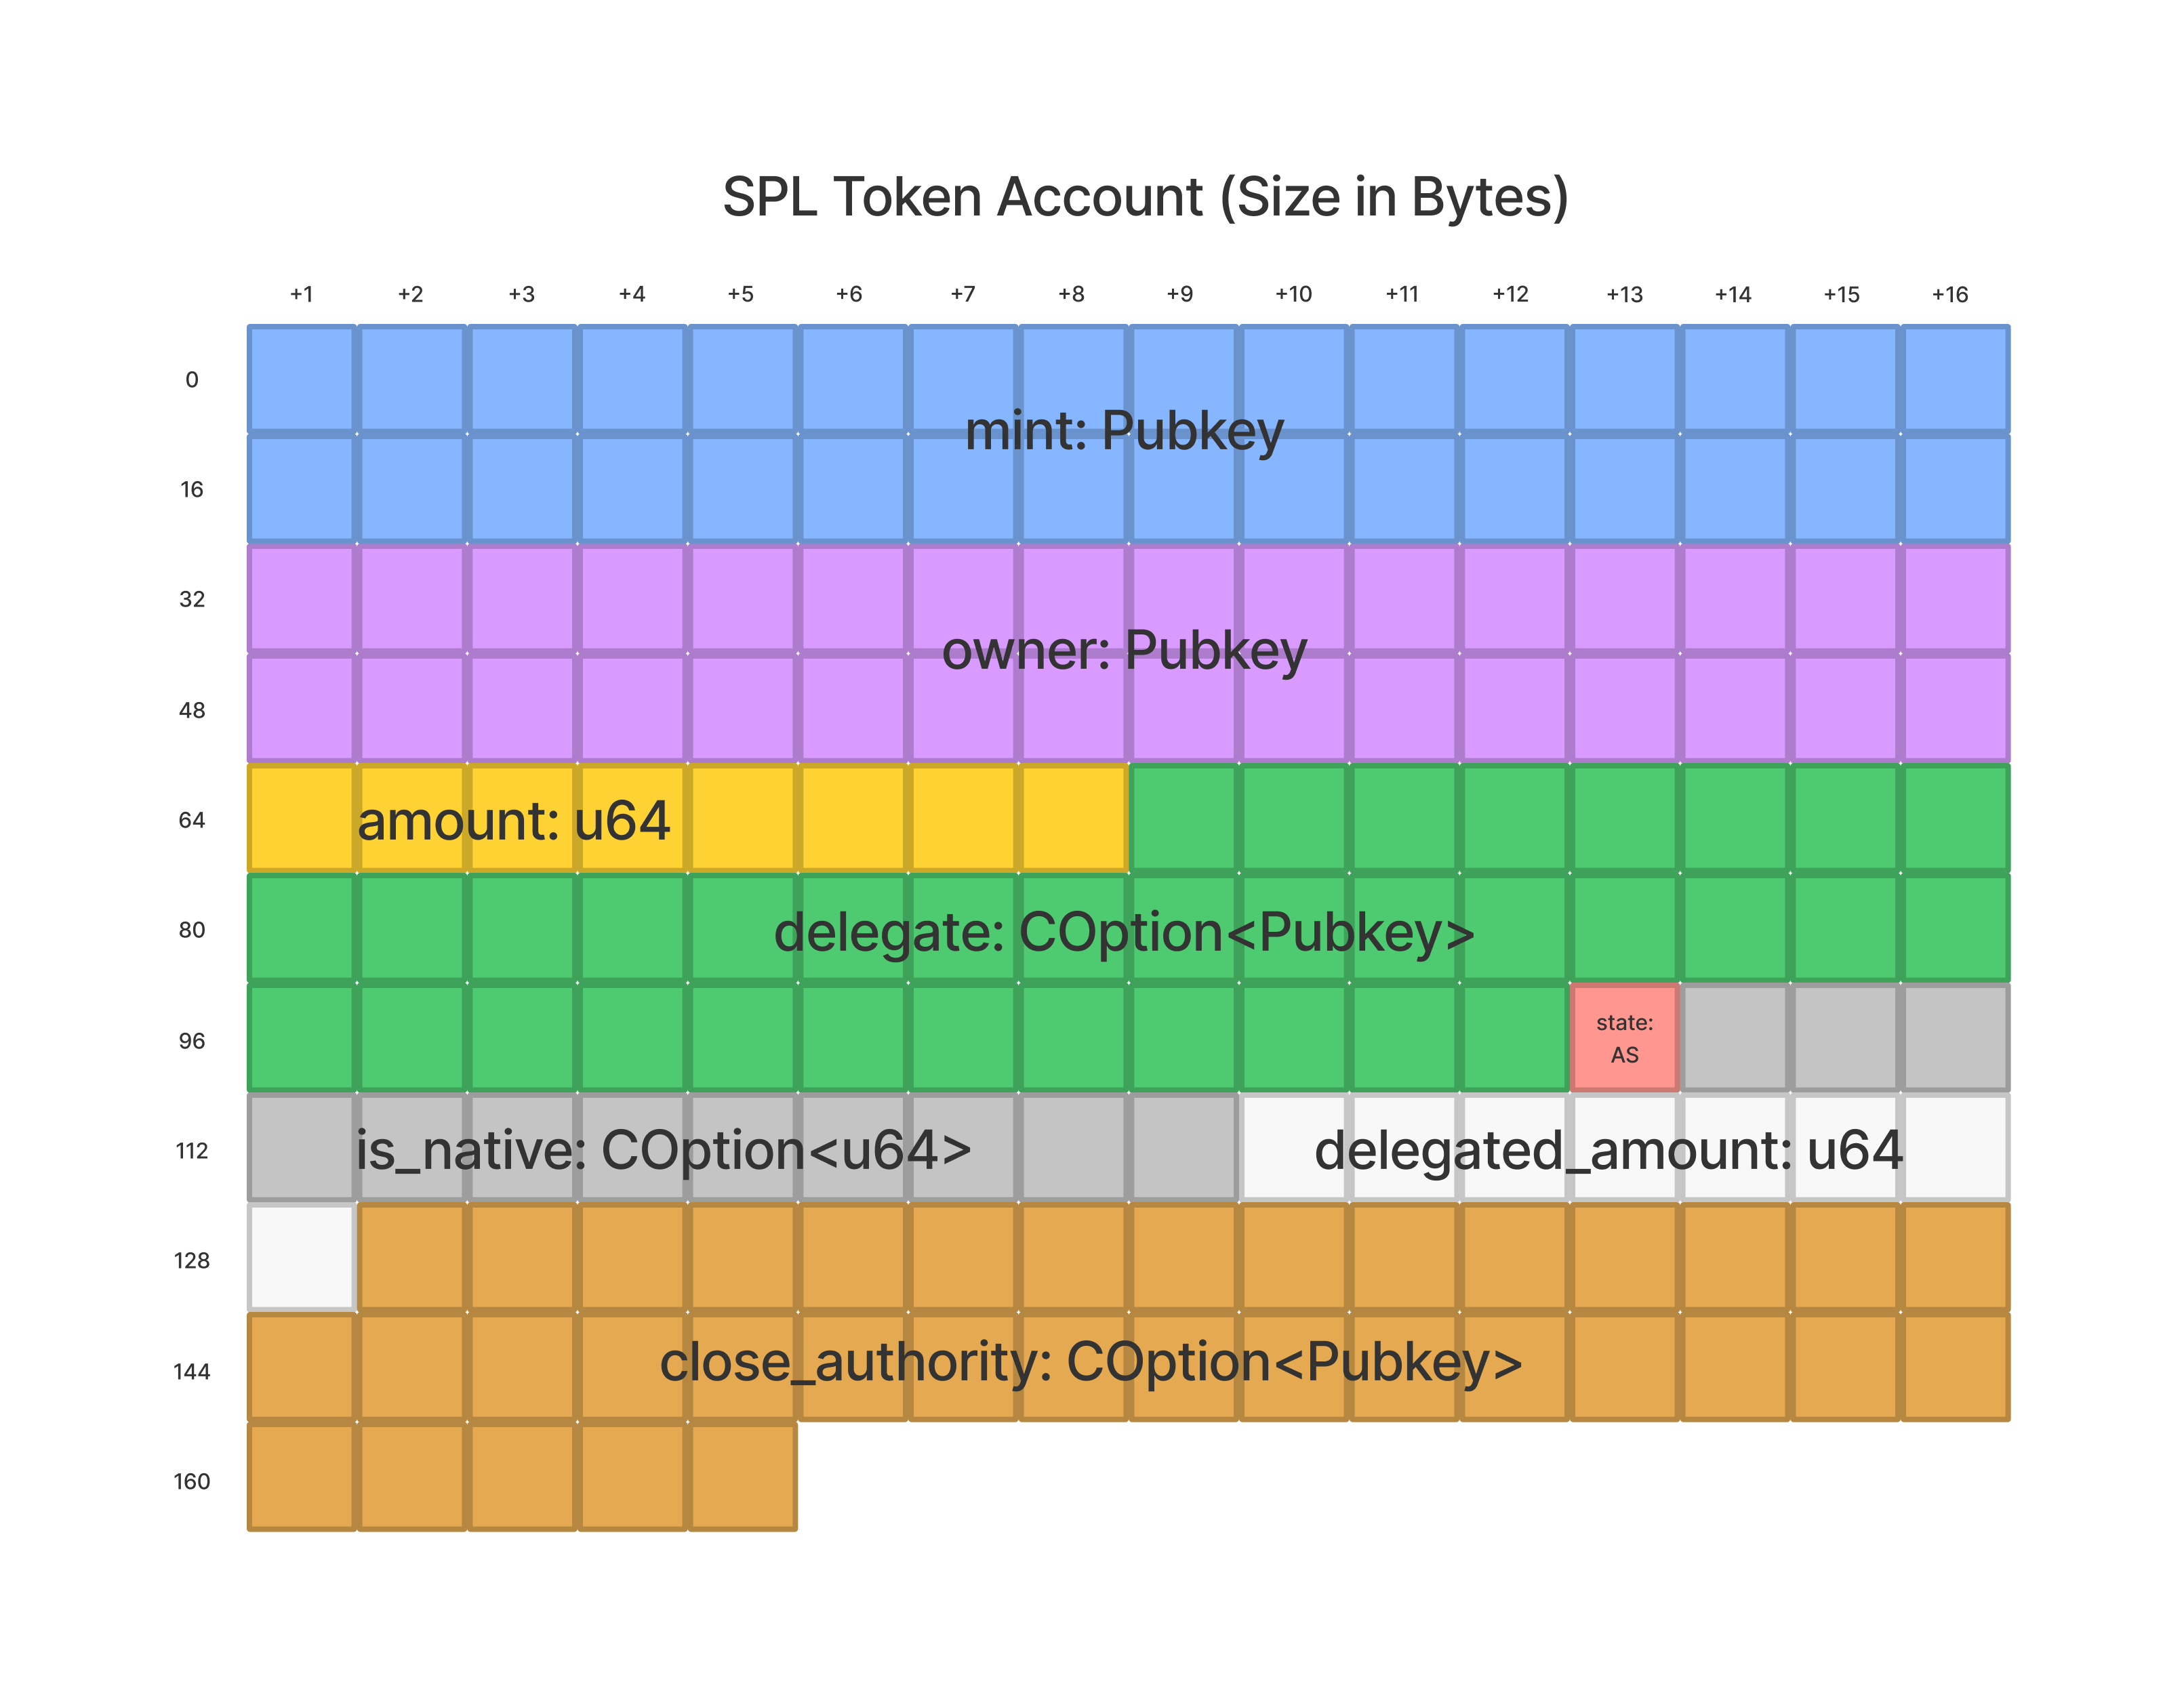 SPL Token Account (Size in Bytes)
+1 +2 +3 +4 +5 +6 +7 +8 +9 +10 +11 +12 +13 +14 +15 +16
0
mint: Pubkey
16
32
owner: Pubkey
48
64 amount: u64
80 delegate: COption<Pubkey>
96 state:
AS
112 is_native: COption<u64> delegated_amount: u64
128
144 close_authority: COption<Pubkey>
160